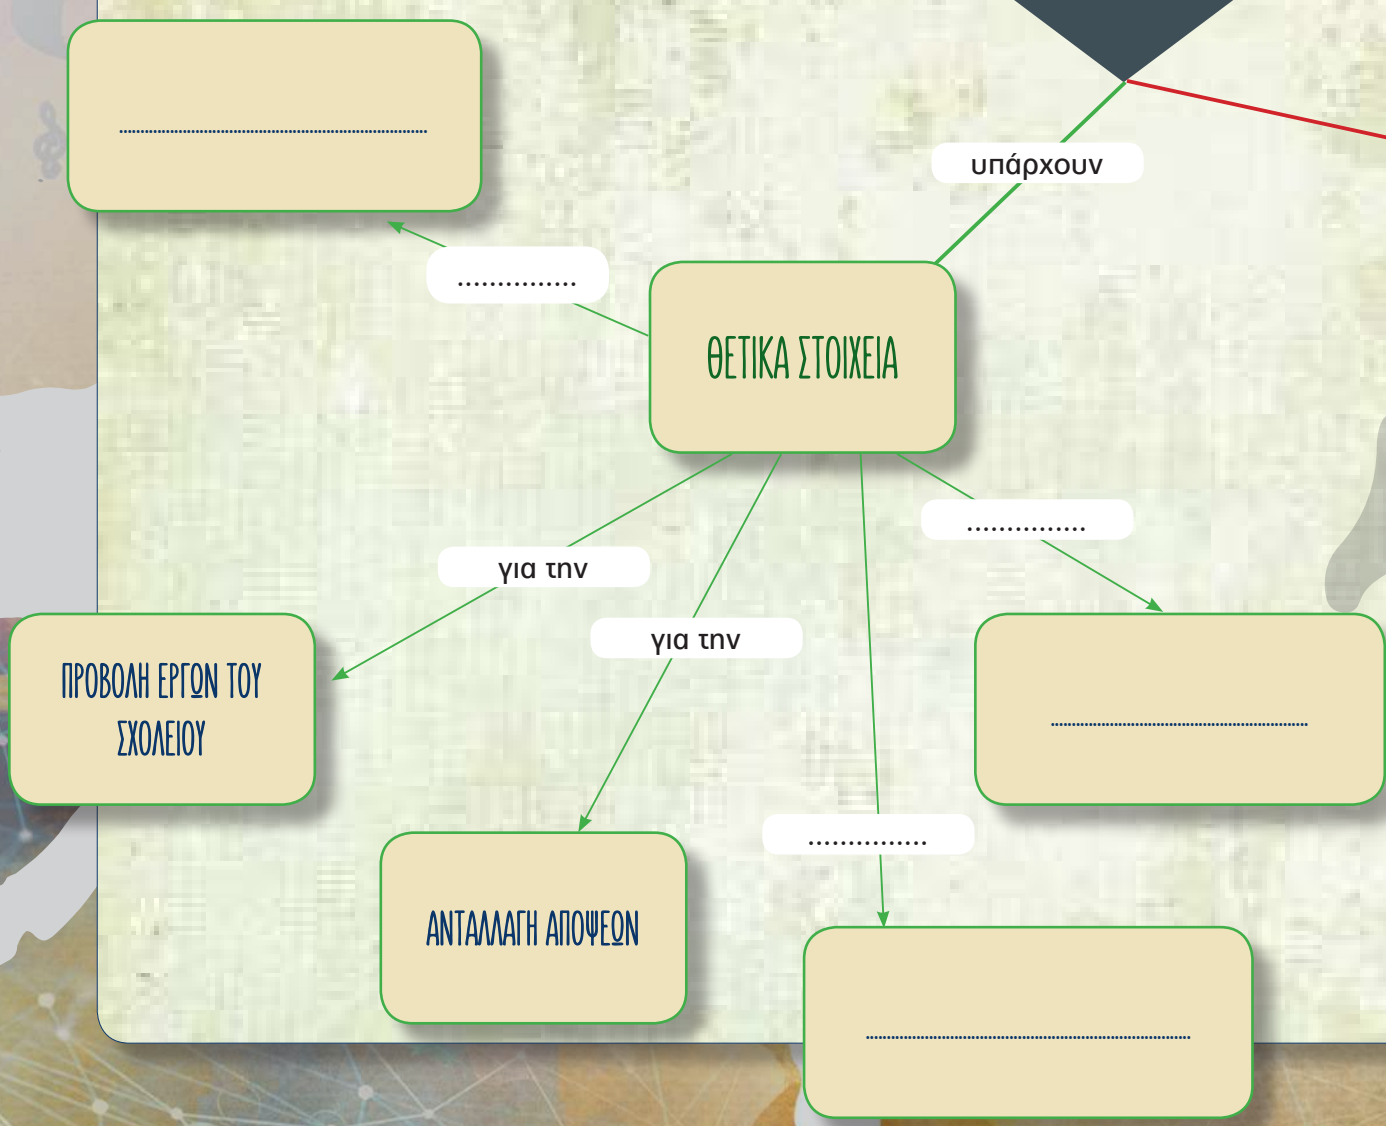 ..........................................................................
υπάρχουν
...............
ΘΕΤΙΚΑ ΣΤΟΙΧΕΙΑ
...............
για την
για την
ΠΡΟΒΟΛΗ ΕΡΓΩΝ ΤΟΥ
ΣΧΟΛΕΙΟΥ
..............................................................
...............
ΑΝΤΑΛΛΑΓΗ ΑΠΟΨΕΩΝ
..............................................................................